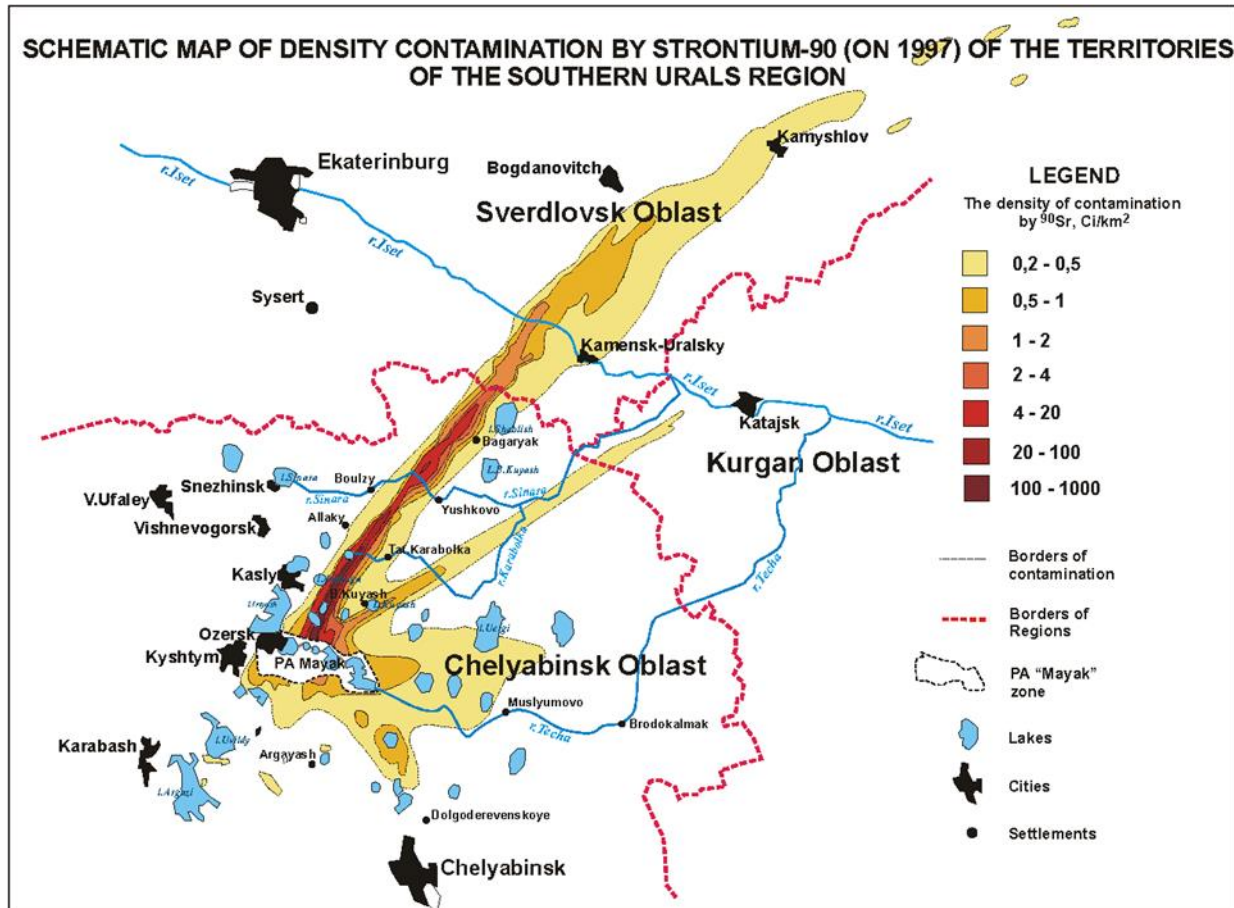 SCHEMATIC MAP OF DENSITY CONTAMINATION BY STRONTIUM-90 (ON 1997) OF THE TERRITORIES
OF THE SOUTHERN URALS REGION
Kamyshlov
Ekaterinburg
Bogdanovitch
r.Iset
Sverdlovsk Oblast
r.Iset
Sysert
Kamensk-Uralsky
r.Iset
Katajsk
r.Iset
l.Shablish
Bagaryak
Kurgan Oblast
L.B.Kuyash
Snezhinsk
l.Sinara
Boulzy
r.Sinara
r.Sinara
V.Ufaley
Yushkovo
Vishnevogorsk
Allaky
Tat.Karabolka
r.Karabolka
r.Techa
Kasly
B.Kuyash
Ozersk
Kyshtym
PA Mayak
Chelyabinsk Oblast
Muslyumovo
Brodokalmak
r.Techa
Karabash
Argayash
Dolgoderevenskoye
Chelyabinsk
LEGEND
The density of contamination
by ⁹⁰Sr, Ci/km²
0,2 - 0,5
0,5 - 1
1 - 2
2 - 4
4 - 20
20 - 100
100 - 1000
Borders of
contamination
Borders of
Regions
PA "Mayak"
zone
Lakes
Cities
Settlements